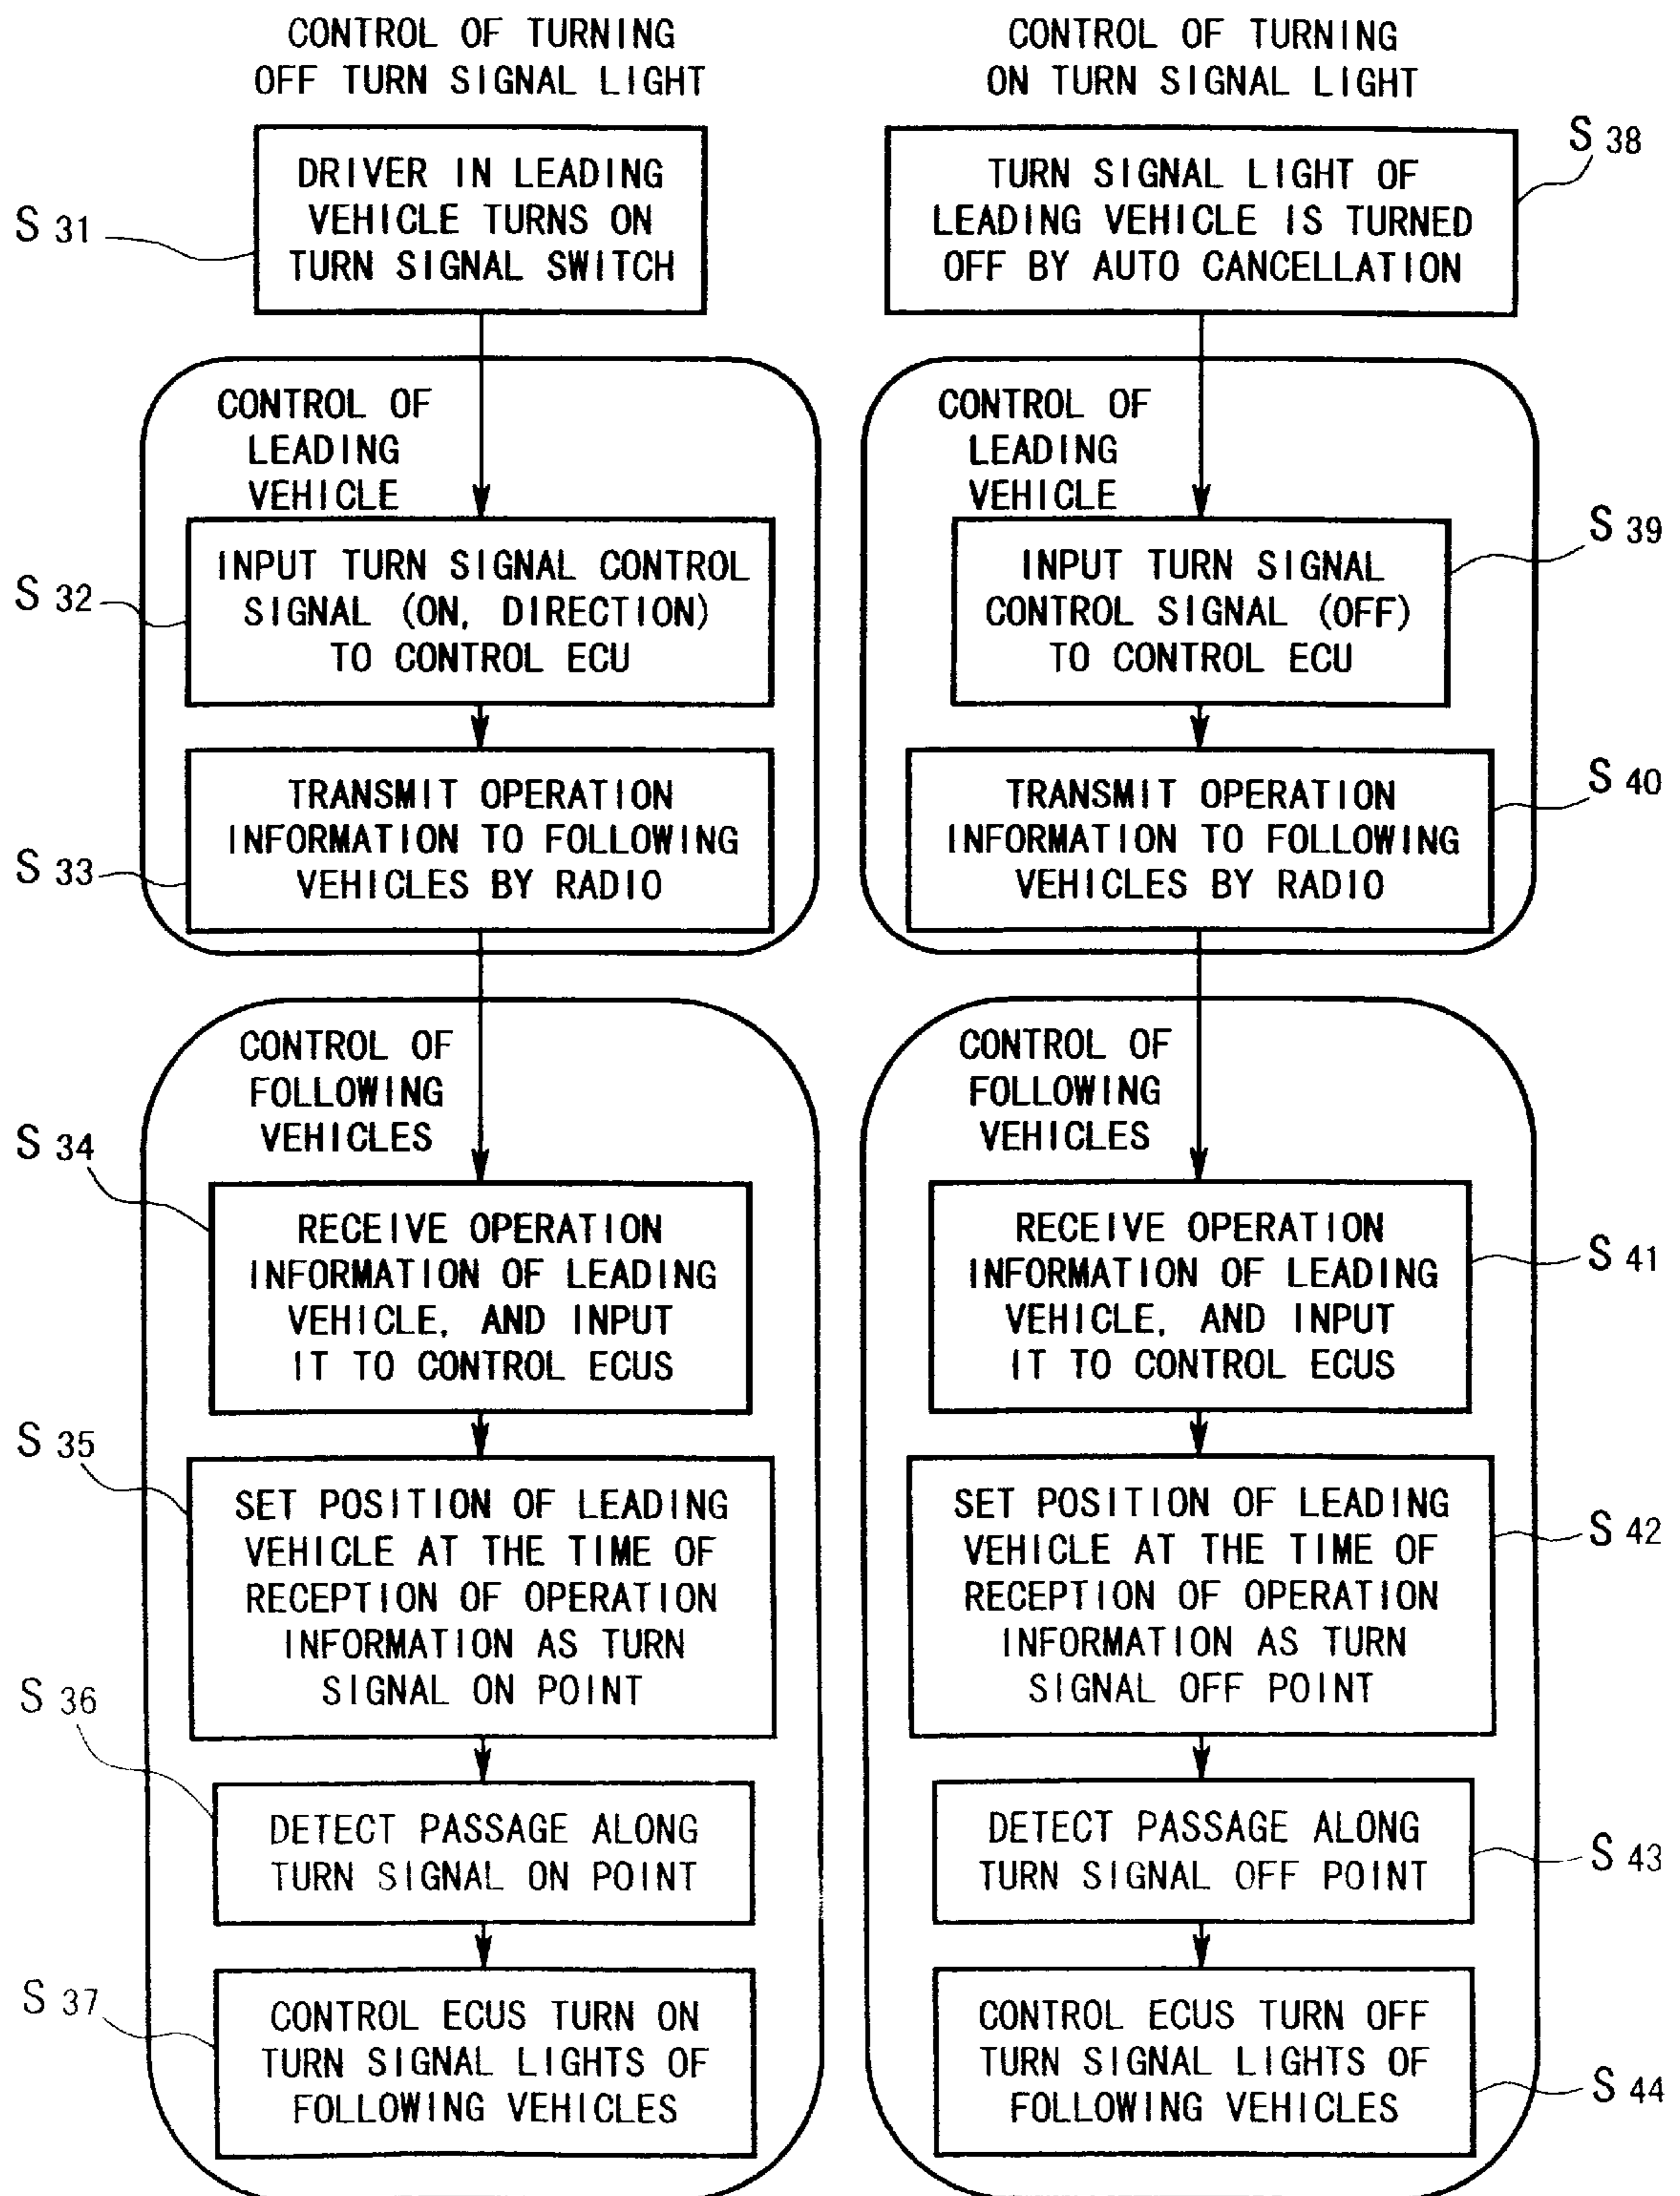 CONTROL OF TURNING
OFF TURN SIGNAL LIGHT
S 31
DRIVER IN LEADING
VEHICLE TURNS ON
TURN SIGNAL SWITCH
CONTROL OF
LEADING
VEHICLE
S 32
INPUT TURN SIGNAL CONTROL
SIGNAL (ON, DIRECTION)
TO CONTROL ECU
S 33
TRANSMIT OPERATION
INFORMATION TO FOLLOWING
VEHICLES BY RADIO
CONTROL OF
FOLLOWING
VEHICLES
S 34
RECEIVE OPERATION
INFORMATION OF LEADING
VEHICLE, AND INPUT
IT TO CONTROL ECUS
S 35
SET POSITION OF LEADING
VEHICLE AT THE TIME OF
RECEPTION OF OPERATION
INFORMATION AS TURN
SIGNAL ON POINT
S 36
DETECT PASSAGE ALONG
TURN SIGNAL ON POINT
S 37
CONTROL ECUS TURN ON
TURN SIGNAL LIGHTS OF
FOLLOWING VEHICLES
CONTROL OF TURNING
ON TURN SIGNAL LIGHT
S 38
TURN SIGNAL LIGHT OF
LEADING VEHICLE IS TURNED
OFF BY AUTO CANCELLATION
CONTROL OF
LEADING
VEHICLE
S 39
INPUT TURN SIGNAL
CONTROL SIGNAL (OFF)
TO CONTROL ECU
S 40
TRANSMIT OPERATION
INFORMATION TO FOLLOWING
VEHICLES BY RADIO
CONTROL OF
FOLLOWING
VEHICLES
S 41
RECEIVE OPERATION
INFORMATION OF LEADING
VEHICLE, AND INPUT
IT TO CONTROL ECUS
S 42
SET POSITION OF LEADING
VEHICLE AT THE TIME OF
RECEPTION OF OPERATION
INFORMATION AS TURN
SIGNAL OFF POINT
S 43
DETECT PASSAGE ALONG
TURN SIGNAL OFF POINT
S 44
CONTROL ECUS TURN OFF
TURN SIGNAL LIGHTS OF
FOLLOWING VEHICLES